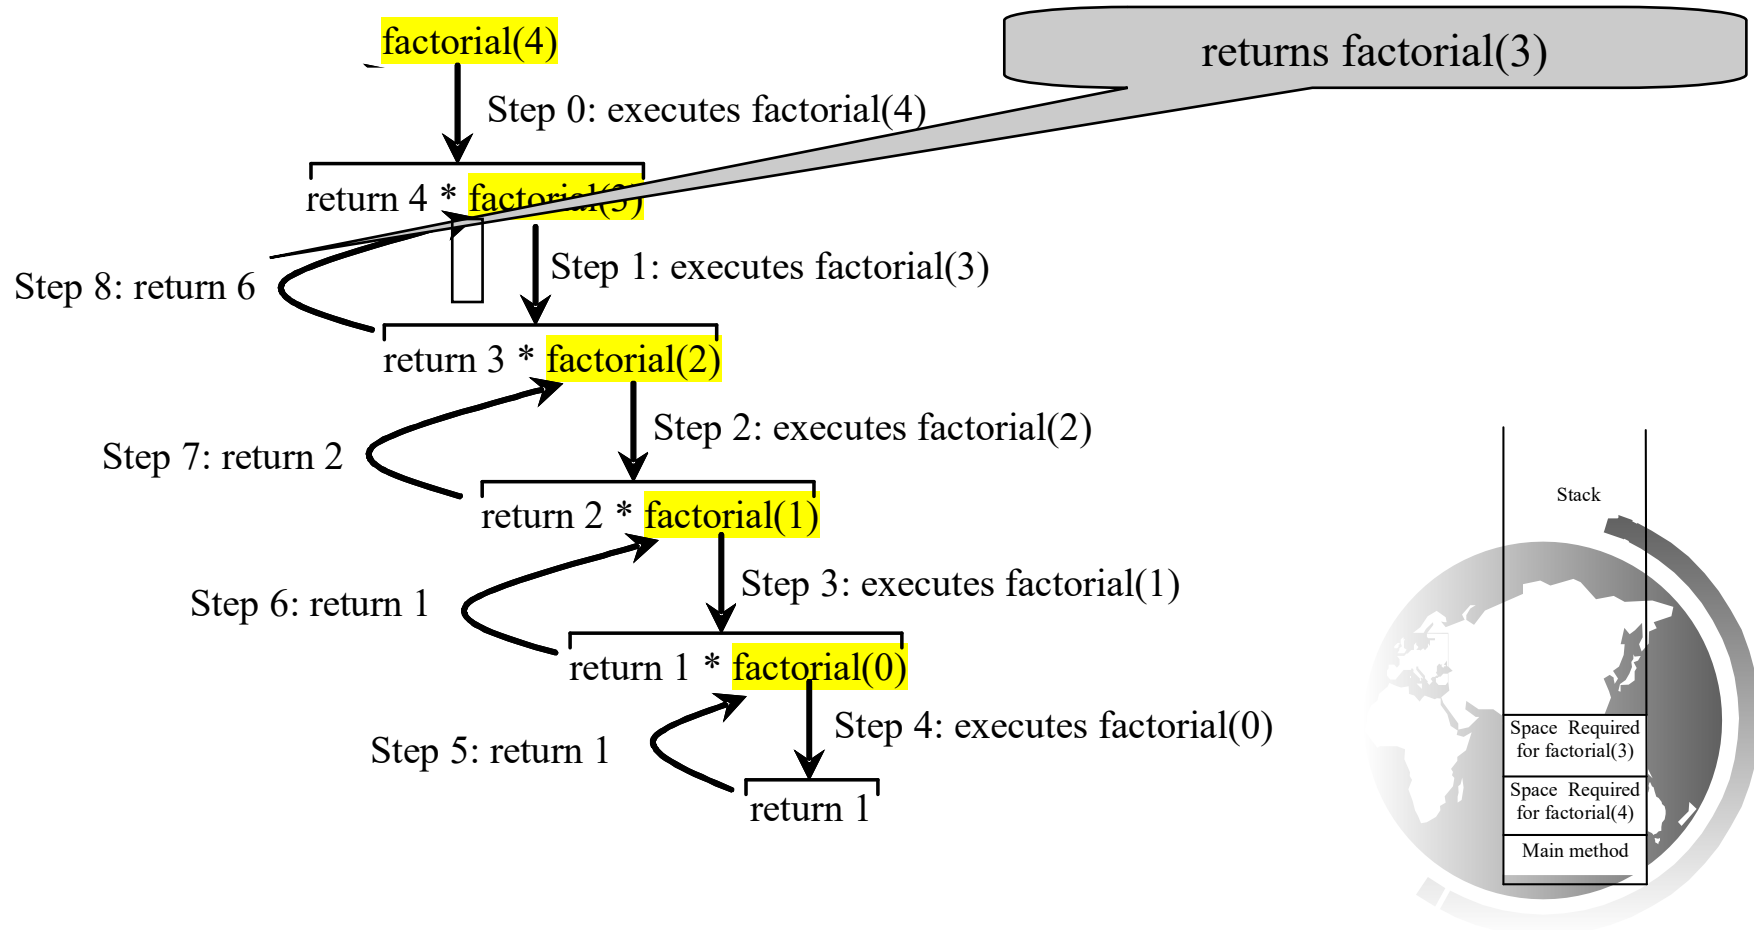 factorial(4)
returns factorial(3)
Step 0: executes factorial(4)
return 4 * factorial(3)
Step 1: executes factorial(3)
Step 8: return 6
return 3 * factorial(2)
Step 2: executes factorial(2)
Step 7: return 2
return 2 * factorial(1)
Step 3: executes factorial(1)
Step 6: return 1
return 1 * factorial(0)
Step 4: executes factorial(0)
Step 5: return 1
return 1
Stack
Space Required
for factorial(3)
Space Required
for factorial(4)
Main method